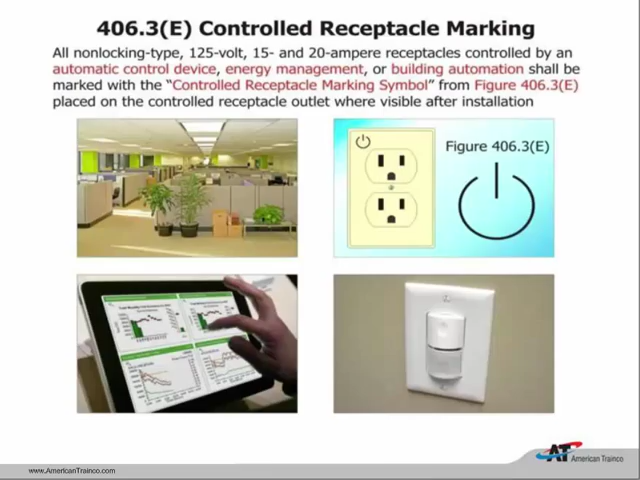 406.3(E) Controlled Receptacle Marking
All nonlocking-type, 125-volt, 15- and 20-ampere receptacles controlled by an
automatic control device, energy management, or building automation shall be
marked with the “Controlled Receptacle Marking Symbol” from Figure 406.3(E)
placed on the controlled receptacle outlet where visible after installation
Figure 406.3(E)
www.AmericanTrainco.com
AT American Trainco